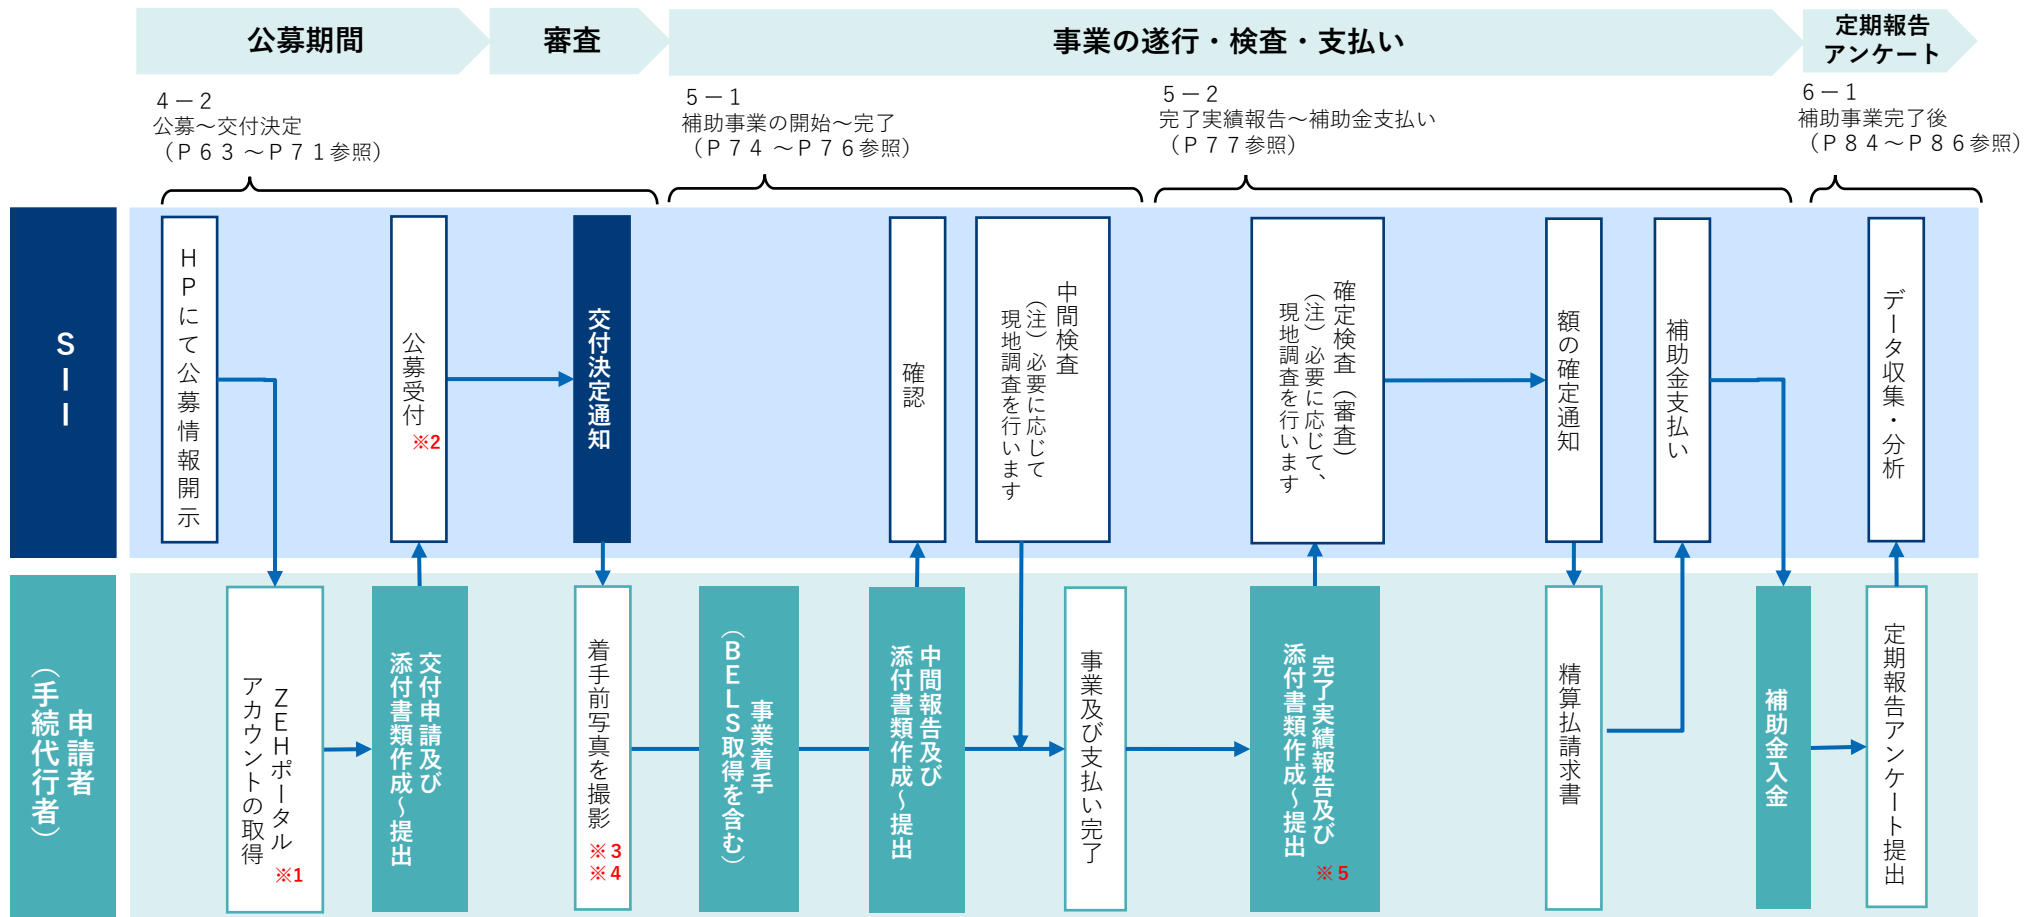 公募期間
審査
事業の遂行・検査・支払い
定期報告
アンケート
4－2
公募～交付決定
（P63～P71参照）
5－1
補助事業の開始～完了
（P74～P76参照）
5－2
完了実績報告～補助金支払い
（P77参照）
6－1
補助事業完了後
（P84～P86参照）
SII
HPにて公募情報開示
公募受付
※2
交付決定通知
確認
中間検査
（注）必要に応じて
現地調査を行います
確定検査（審査）
（注）必要に応じて、
現地調査を行います
額の確定通知
補助金支払い
データ収集・分析
申請者
（手続代行者）
ZEHポータル
アカウントの取得
※1
交付申請及び
添付書類作成～提出
着手前写真を撮影
※3
※4
事業着手
（BELS取得を含む）
中間報告及び
添付書類作成～提出
事業及び支払い完了
完了実績報告及び
添付書類作成～提出
※5
精算払請求書
補助金入金
定期報告アンケート提出